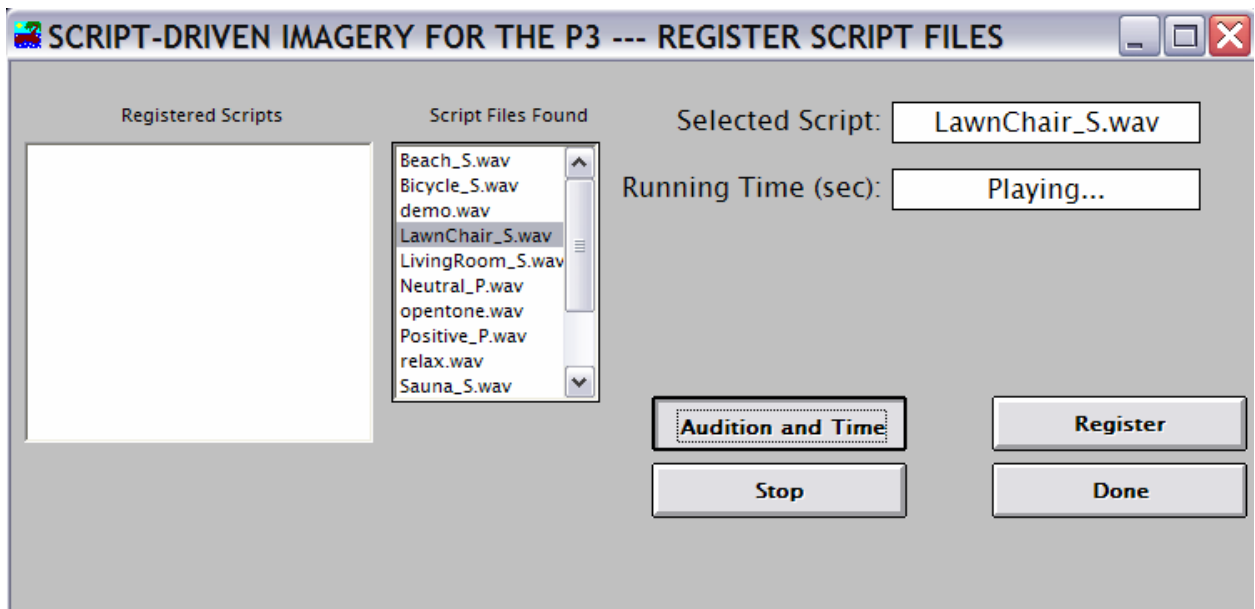 SCRIPT-DRIVEN IMAGERY FOR THE P3 --- REGISTER SCRIPT FILES
Registered Scripts
Script Files Found
Beach_S.wav
Bicycle_S.wav
demo.wav
LawnChair_S.wav
LivingRoom_S.wav
Neutral_P.wav
opentone.wav
Positive_P.wav
relax.wav
Sauna_S.wav
Selected Script: LawnChair_S.wav
Running Time (sec): Playing...
Audition and Time
Register
Stop
Done